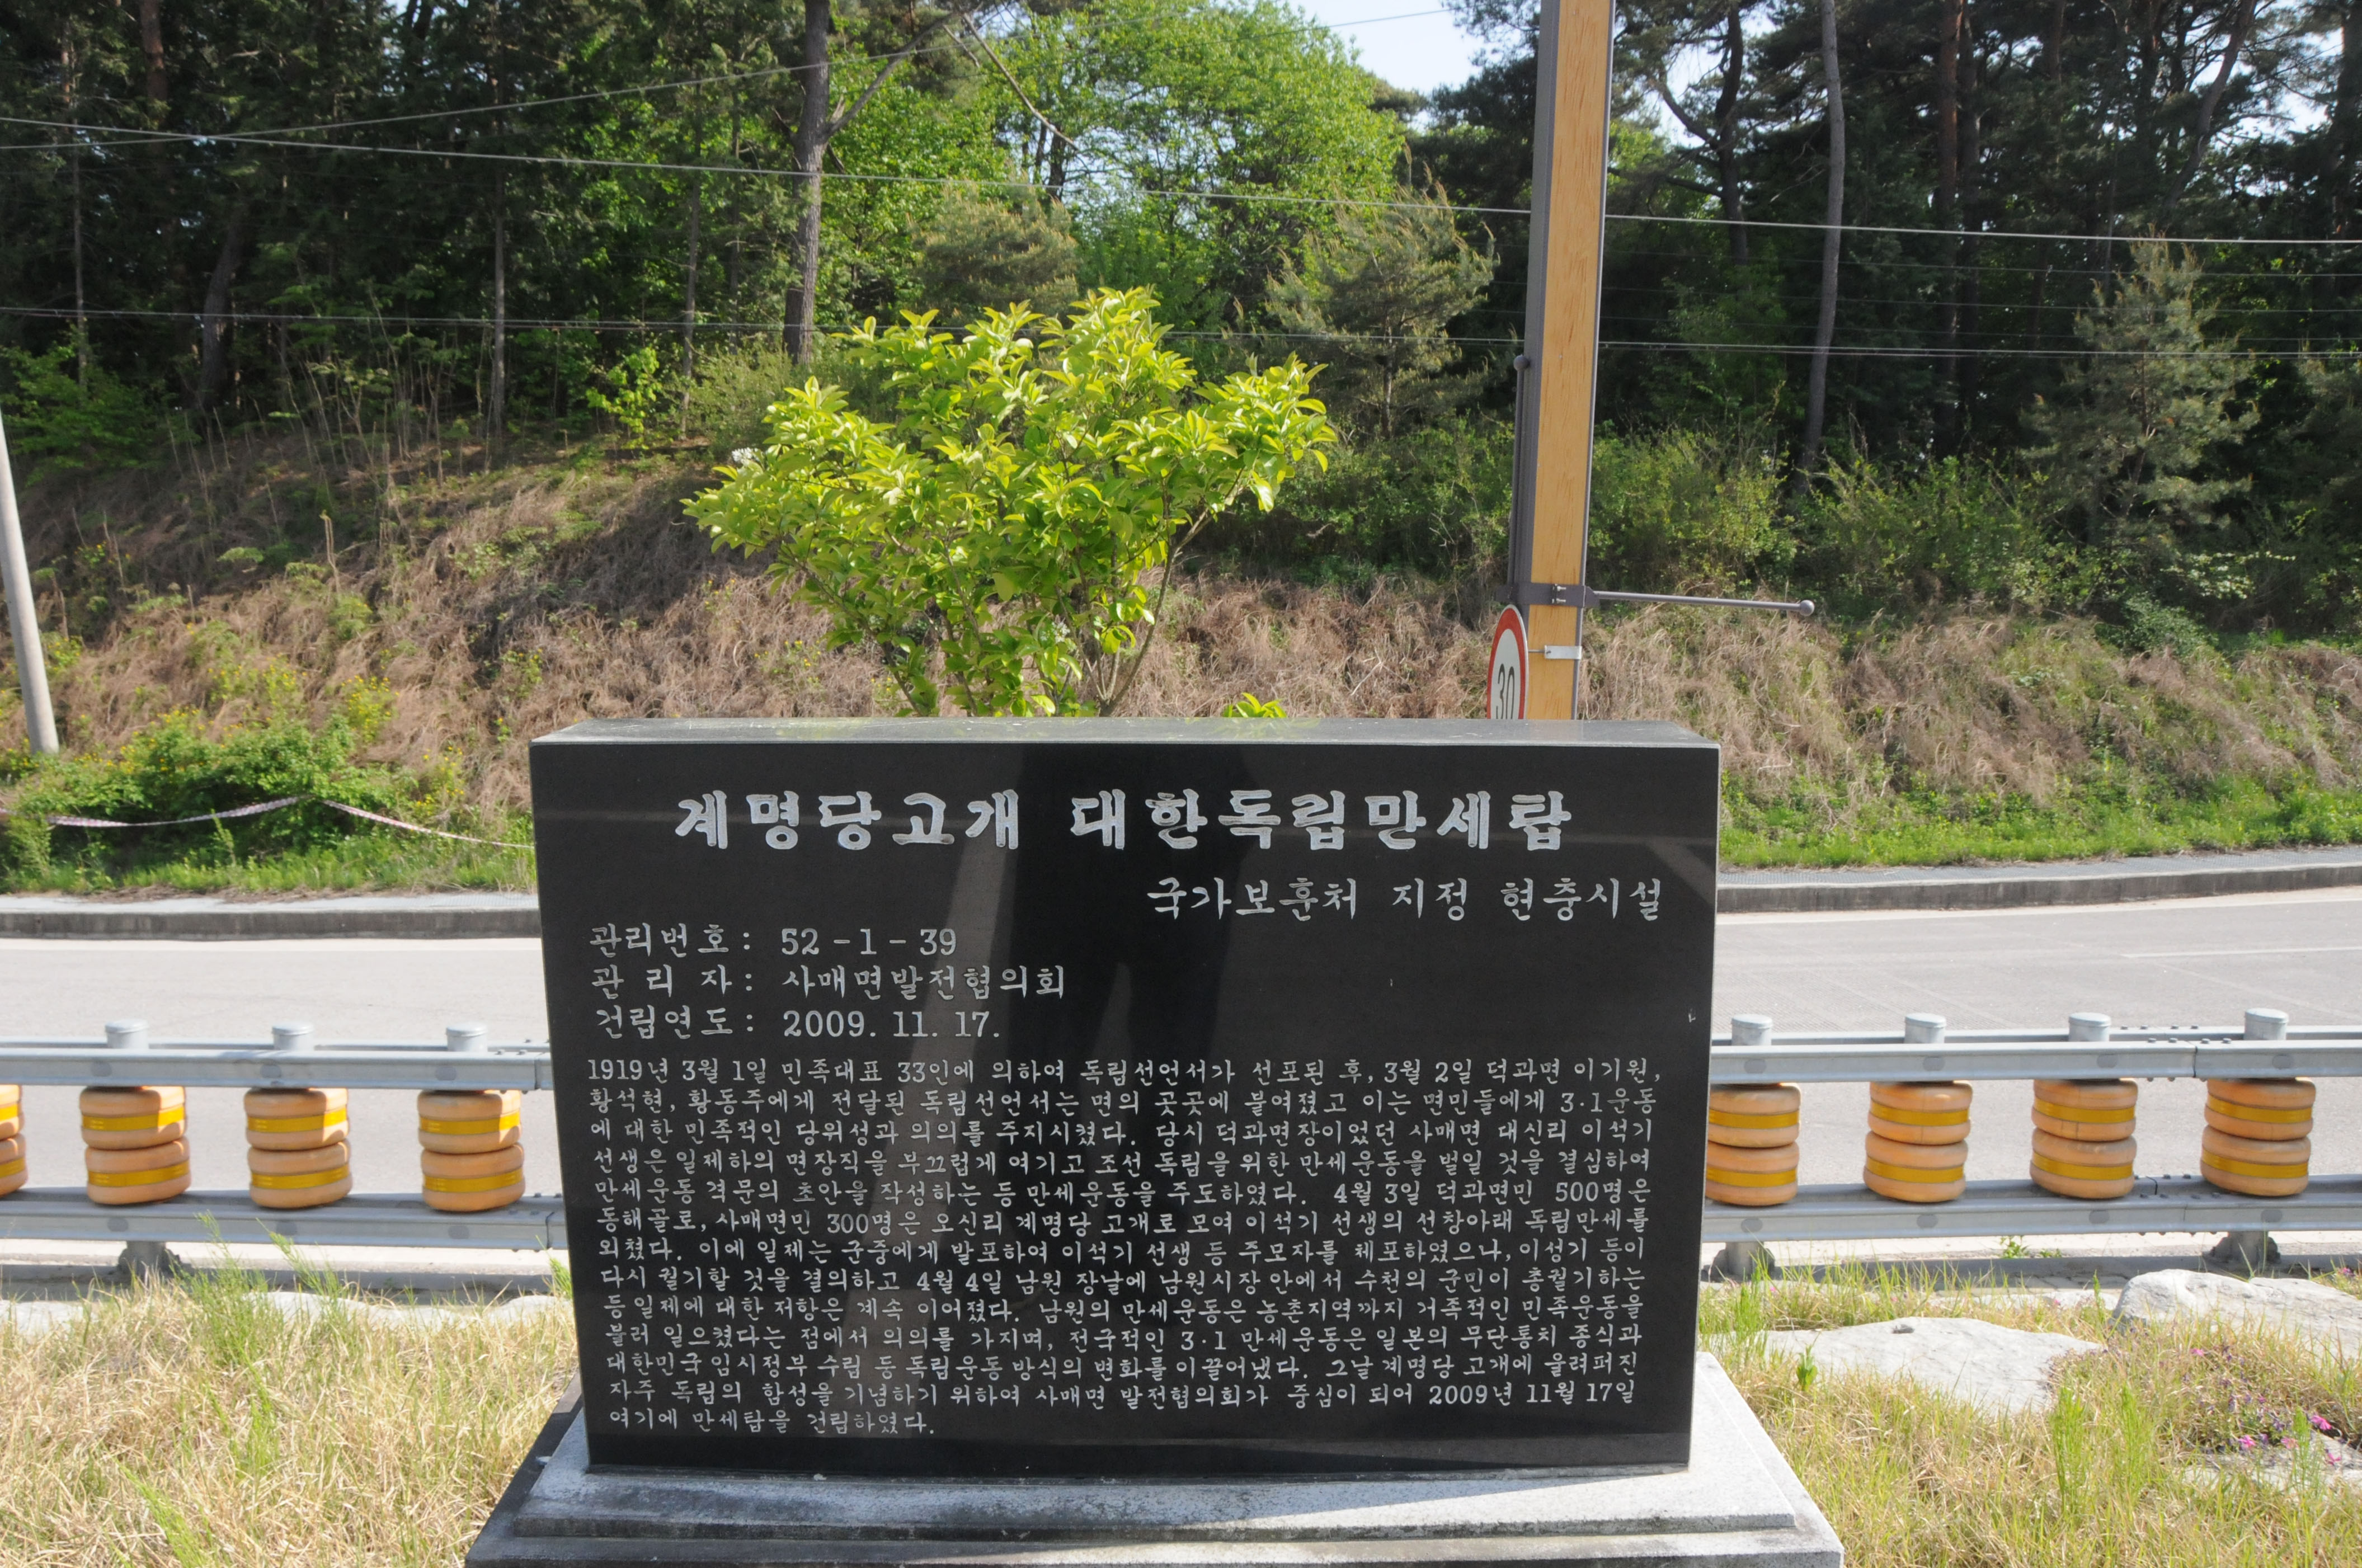 30
계명당고개 대한독립만세탑
국가보훈처 지정 현충시설
관리번호: 52-1-39
관 리 자: 사매면발전협의회
건립연도: 2009. 11. 17.
1919년 3월 1일 민족대표 33인에 의하여 독립선언서가 선포된 후, 3월 2일 덕과면 이기원,
황석현, 황동주에게 전달된 독립선언서는 면의 곳곳에 붙여졌고 이는 면민들에게 3·1운동
에 대한 민족적인 당위성과 의의를 주지시켰다. 당시 덕과면장이었던 사매면 대신리 이석기
선생은 일제하의 면장직을 부끄럽게 여기고 조선 독립을 위한 만세운동을 벌일 것을 결심하여
만세운동 격문의 초안을 작성하는 등 만세운동을 주도하였다. 4월 3일 덕과면민 500명은
동해골로, 사매면민 300명은 오신리 계명당 고개로 모여 이석기 선생의 선창아래 독립만세를
외쳤다. 이에 일제는 군중에게 발포하여 이석기 선생 등 주모자를 체포하였으나, 이성기 등이
다시 궐기할 것을 결의하고 4월 4일 남원 장날에 남원시장 안에서 수천의 군민이 총궐기하는
등 일제에 대한 저항은 계속 이어졌다. 남원의 만세운동은 농촌지역까지 거족적인 민족운동을
불러 일으켰다는 점에서 의의를 가지며, 전국적인 3·1 만세운동은 일본의 무단통치 종식과
대한민국 임시정부 수립 등 독립운동 방식의 변화를 이끌어냈다. 그날 계명당 고개에 울려퍼진
자주 독립의 함성을 기념하기 위하여 사매면 발전협의회가 중심이 되어 2009년 11월 17일
여기에 만세탑을 건립하였다.